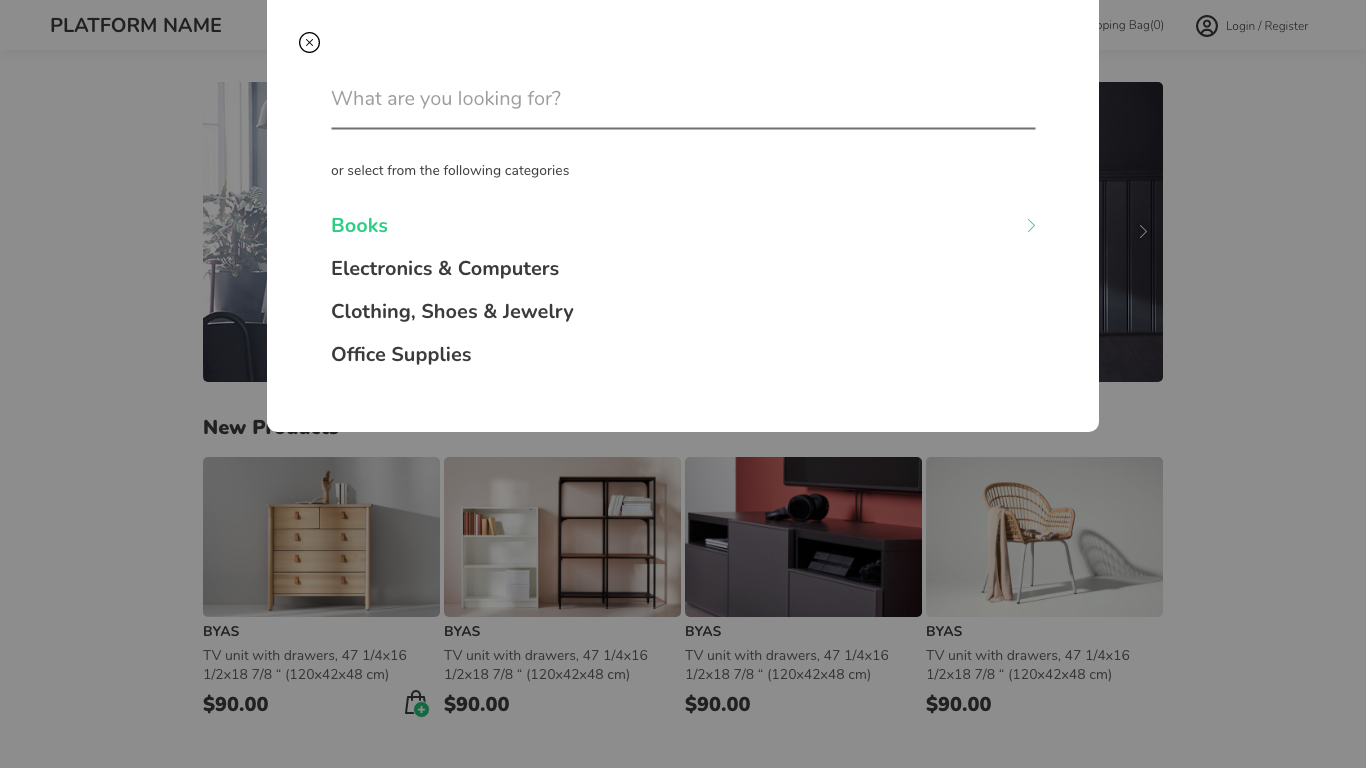 PLATFORM NAME
pping Bag(0)
Login / Register
What are you looking for?
or select from the following categories
Books
Electronics & Computers
Clothing, Shoes & Jewelry
Office Supplies
New Products
BYAS
TV unit with drawers, 47 1/4x16
1/2x18 7/8 “ (120x42x48 cm)
$90.00
BYAS
TV unit with drawers, 47 1/4x16
1/2x18 7/8 “ (120x42x48 cm)
$90.00
BYAS
TV unit with drawers, 47 1/4x16
1/2x18 7/8 “ (120x42x48 cm)
$90.00
BYAS
TV unit with drawers, 47 1/4x16
1/2x18 7/8 “ (120x42x48 cm)
$90.00